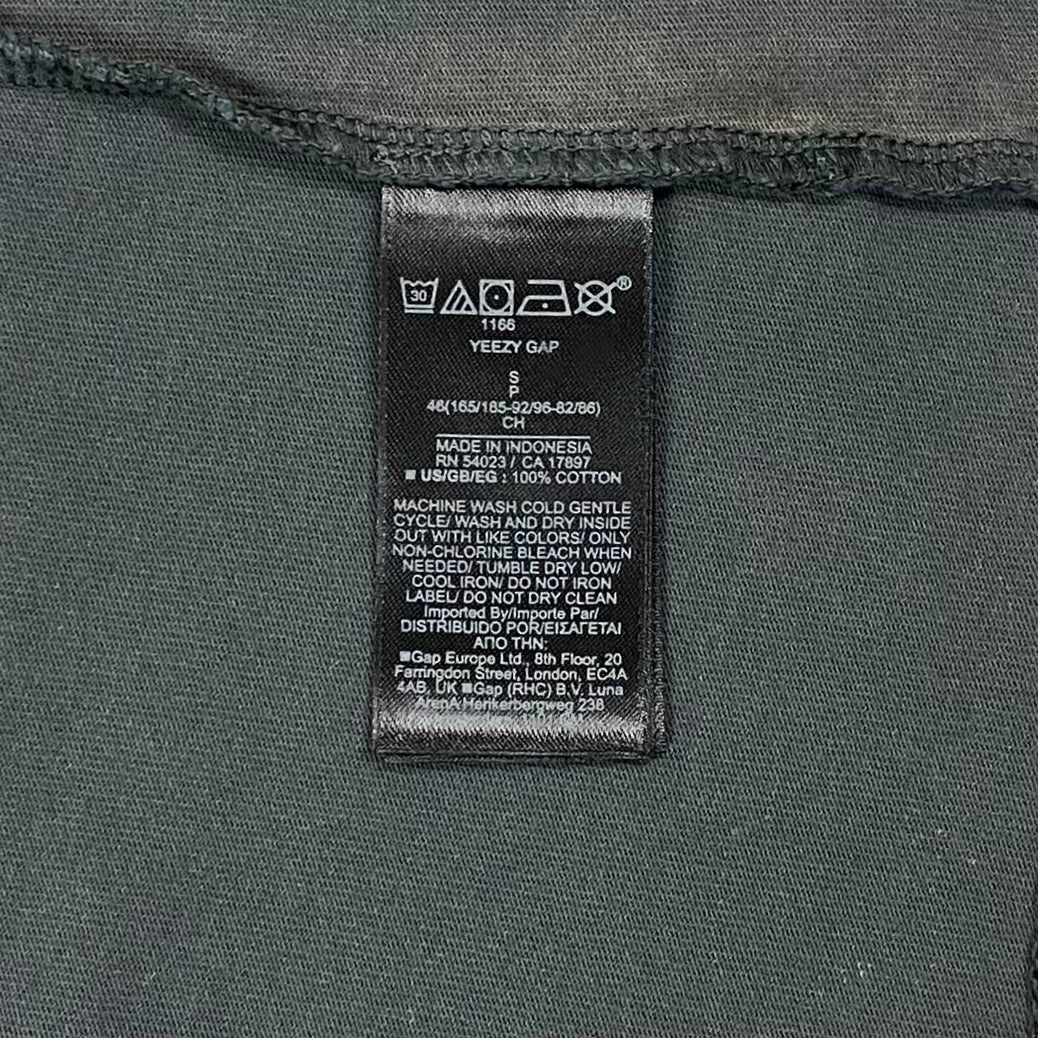 30 ®
1166
YEEZY GAP
S
P
46(165/185-92/96-82/86)
CH
MADE IN INDONESIA
RN 54023 / CA 17897
■ US/GB/EG : 100% COTTON
MACHINE WASH COLD GENTLE
CYCLE/ WASH AND DRY INSIDE
OUT WITH LIKE COLORS/ ONLY
NON-CHLORINE BLEACH WHEN
NEEDED/ TUMBLE DRY LOW/
COOL IRON/ DO NOT IRON
LABEL/ DO NOT DRY CLEAN
Imported By/Importe Par/
DISTRIBUIDO POR/ΕΙΣΑΓΕΤΑΙ
ΑΠΟ ΤΗΝ:
■Gap Europe Ltd., 8th Floor, 20
Farringdon Street, London, EC4A
4AB, UK ■Gap (RHC) B.V. Luna
ArenA Herikerbergweg 238